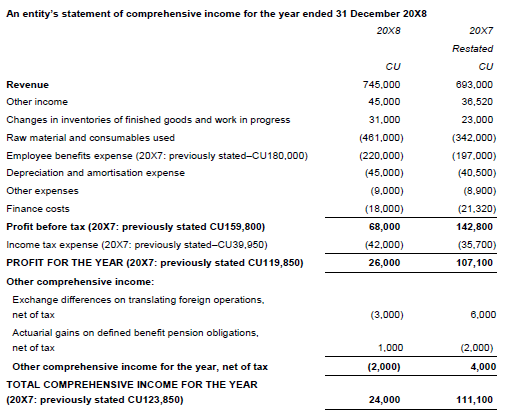 An entity's statement of comprehensive income for the year ended 31 December 20X8
20X8 20X7
Restated
CU CU
Revenue 745,000 693,000
Other income 45,000 36,520
Changes in inventories of finished goods and work in progress 31,000 23,000
Raw material and consumables used (461,000) (342,000)
Employee benefits expense (20X7: previously stated–CU180,000) (220,000) (197,000)
Depreciation and amortisation expense (45,000) (40,500)
Other expenses (9,000) (8,900)
Finance costs (18,000) (21,320)
Profit before tax (20X7: previously stated CU159,800) 68,000 142,800
Income tax expense (20X7: previously stated–CU39,950) (42,000) (35,700)
PROFIT FOR THE YEAR (20X7: previously stated CU119,850) 26,000 107,100
Other comprehensive income:
Exchange differences on translating foreign operations,
net of tax (3,000) 6,000
Actuarial gains on defined benefit pension obligations,
net of tax 1,000 (2,000)
Other comprehensive income for the year, net of tax (2,000) 4,000
TOTAL COMPREHENSIVE INCOME FOR THE YEAR
(20X7: previously stated CU123,850) 24,000 111,100